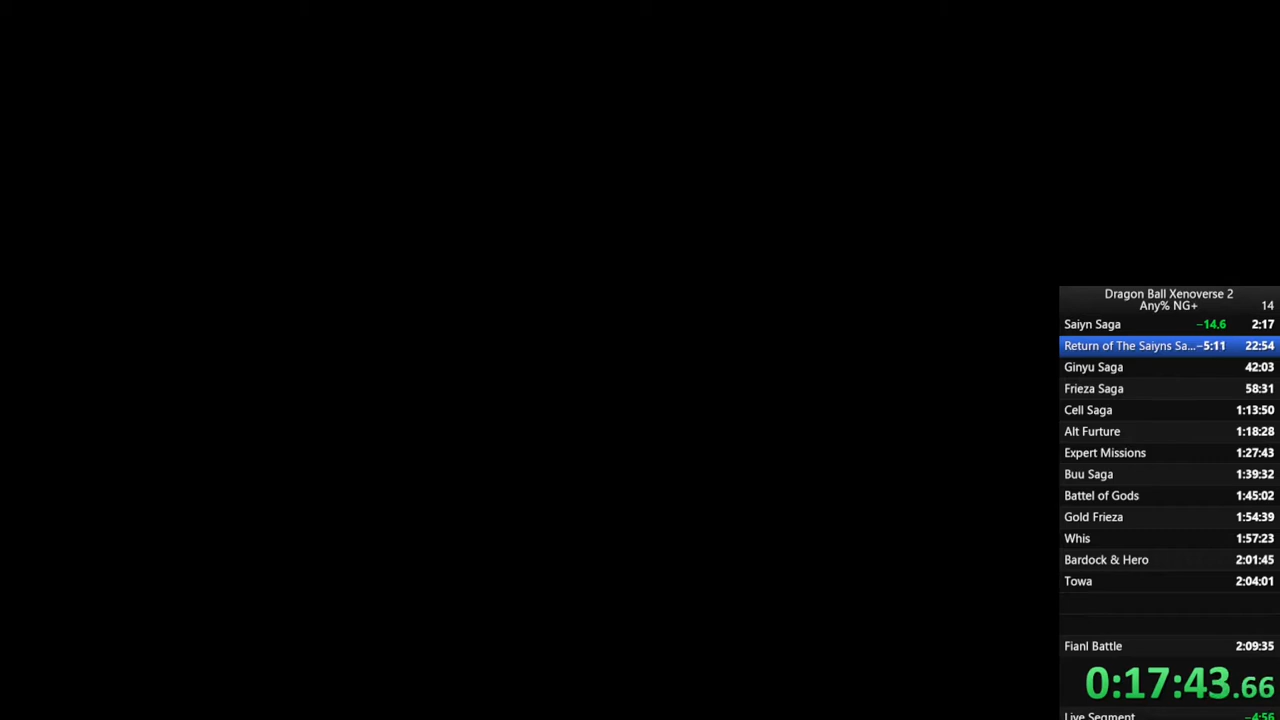 Dragon Ball Xenoverse 2
Any% NG+ 14
Saiyn Saga −14.6 2:17
Return of The Saiyns Sa... −5:11 22:54
Ginyu Saga 42:03
Frieza Saga 58:31
Cell Saga 1:13:50
Alt Furture 1:18:28
Expert Missions 1:27:43
Buu Saga 1:39:32
Battel of Gods 1:45:02
Gold Frieza 1:54:39
Whis 1:57:23
Bardock & Hero 2:01:45
Towa 2:04:01
Fianl Battle 2:09:35
0:17:43.66
Live Segment −4:56